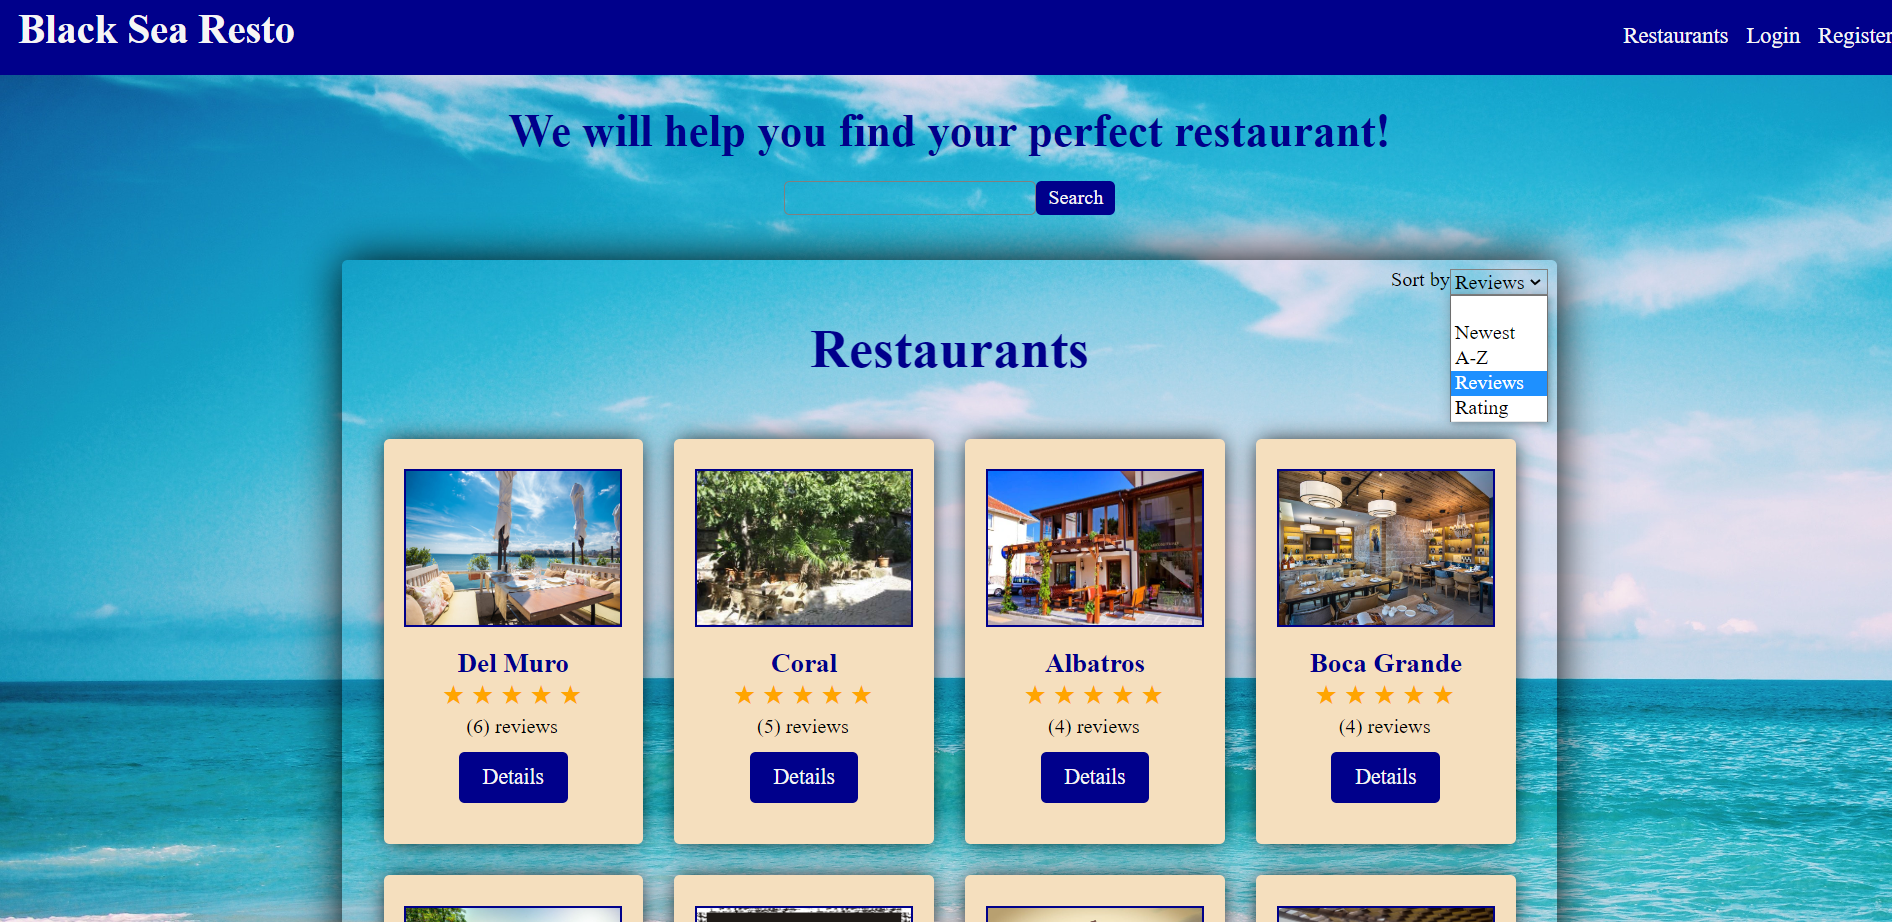 Black Sea Resto
Restaurants Login Register
We will help you find your perfect restaurant!
Search
Sort by Reviews
Newest
A-Z
Reviews
Rating
Restaurants
Del Muro
★ ★ ★ ★ ★
(6) reviews
Details
Coral
★ ★ ★ ★ ★
(5) reviews
Details
Albatros
★ ★ ★ ★ ★
(4) reviews
Details
Boca Grande
★ ★ ★ ★ ★
(4) reviews
Details